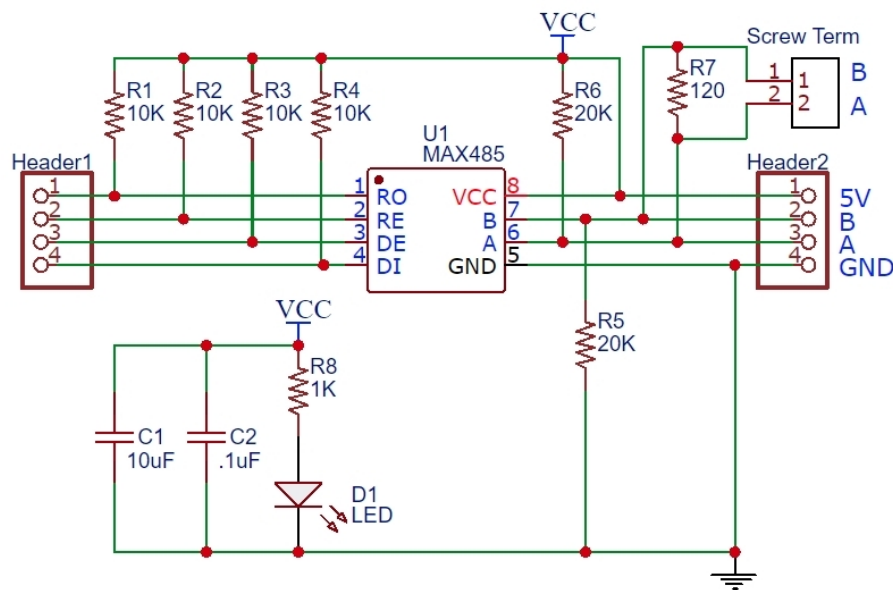 VCC
Screw Term
R1
10K
R2
10K
R3
10K
R4
10K
R6
20K
R7
120
1
2
1
2
B
A
U1
MAX485
Header1
1
2
3
4
1
2
3
4
RO
RE
DE
DI
VCC
B
A
GND
8
7
6
5
Header2
1
2
3
4
5V
B
A
GND
VCC
R8
1K
R5
20K
C1
10uF
C2
.1uF
D1
LED